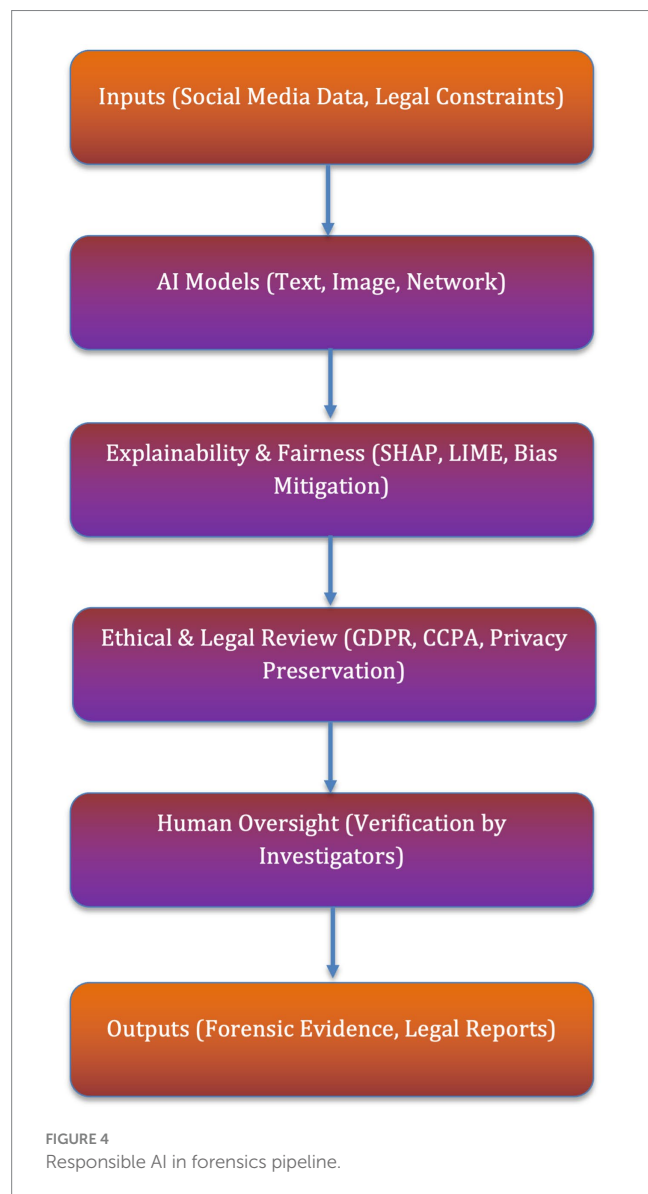 Inputs (Social Media Data, Legal Constraints)
AI Models (Text, Image, Network)
Explainability & Fairness (SHAP, LIME, Bias
Mitigation)
Ethical & Legal Review (GDPR, CCPA, Privacy
Preservation)
Human Oversight (Verification by
Investigators)
Outputs (Forensic Evidence, Legal Reports)
FIGURE 4
Responsible AI in forensics pipeline.